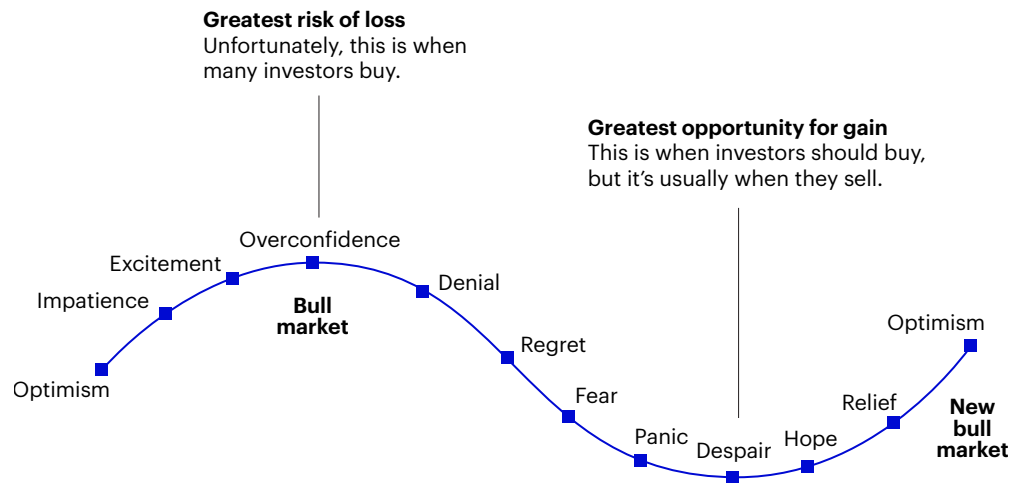 Greatest risk of loss
Unfortunately, this is when
many investors buy.
Greatest opportunity for gain
This is when investors should buy,
but it's usually when they sell.
Overconfidence
Excitement
Denial
Impatience
Bull
market
Optimism
Regret
Optimism
Fear
Relief
New
bull
market
Panic
Despair
Hope